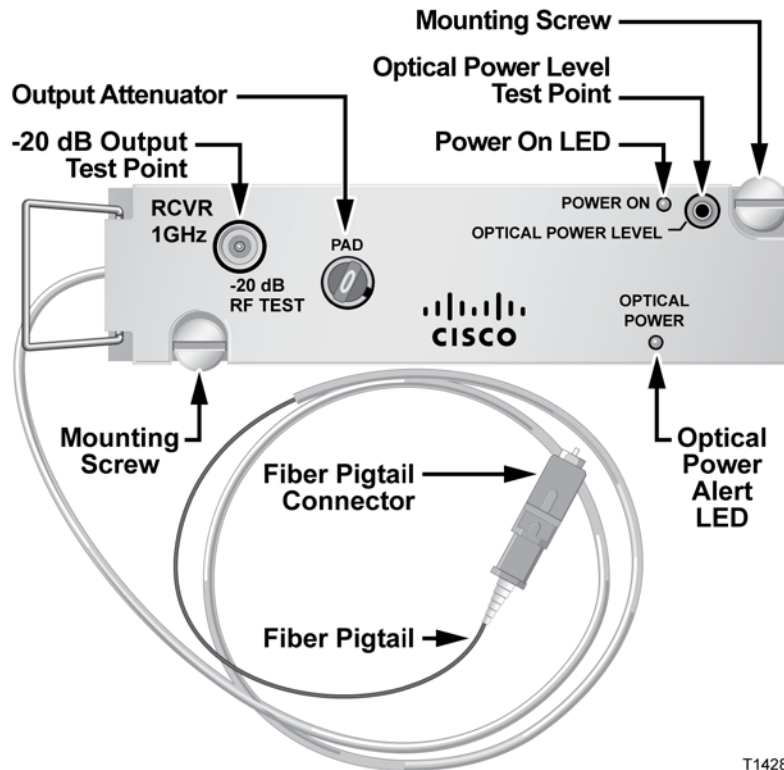 Mounting Screw
Optical Power Level
Test Point
Output Attenuator
-20 dB Output
Test Point
Power On LED
RCVR
1GHz
POWER ON
OPTICAL POWER LEVEL
PAD
-20 dB
RF TEST
CISCO
OPTICAL
POWER
Mounting
Screw
Fiber Pigtail
Connector
Optical
Power
Alert
LED
Fiber Pigtail